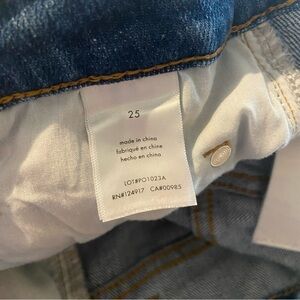 25
made in china
fabriqué en chine
hecho en china
LOT#PO1023A
RN#124917 CA#00985